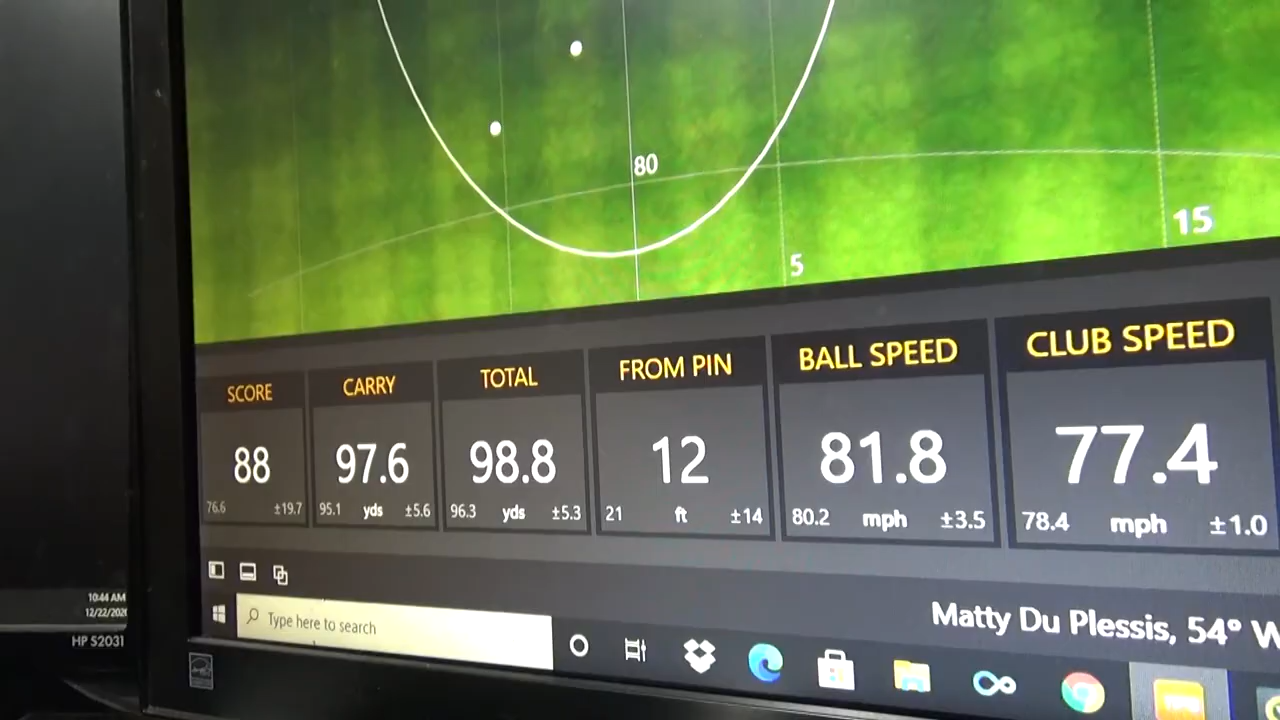 80
15
5
SCORE
88
76.6 ±19.7
CARRY
97.6
95.1 yds ±5.6
TOTAL
98.8
96.3 yds ±5.3
FROM PIN
12
21 ft ±14
BALL SPEED
81.8
80.2 mph ±3.5
CLUB SPEED
77.4
78.4 mph ±1.0
Matty Du Plessis, 54° W
Type here to search
10:44 AM
12/22/2020
HP S2031